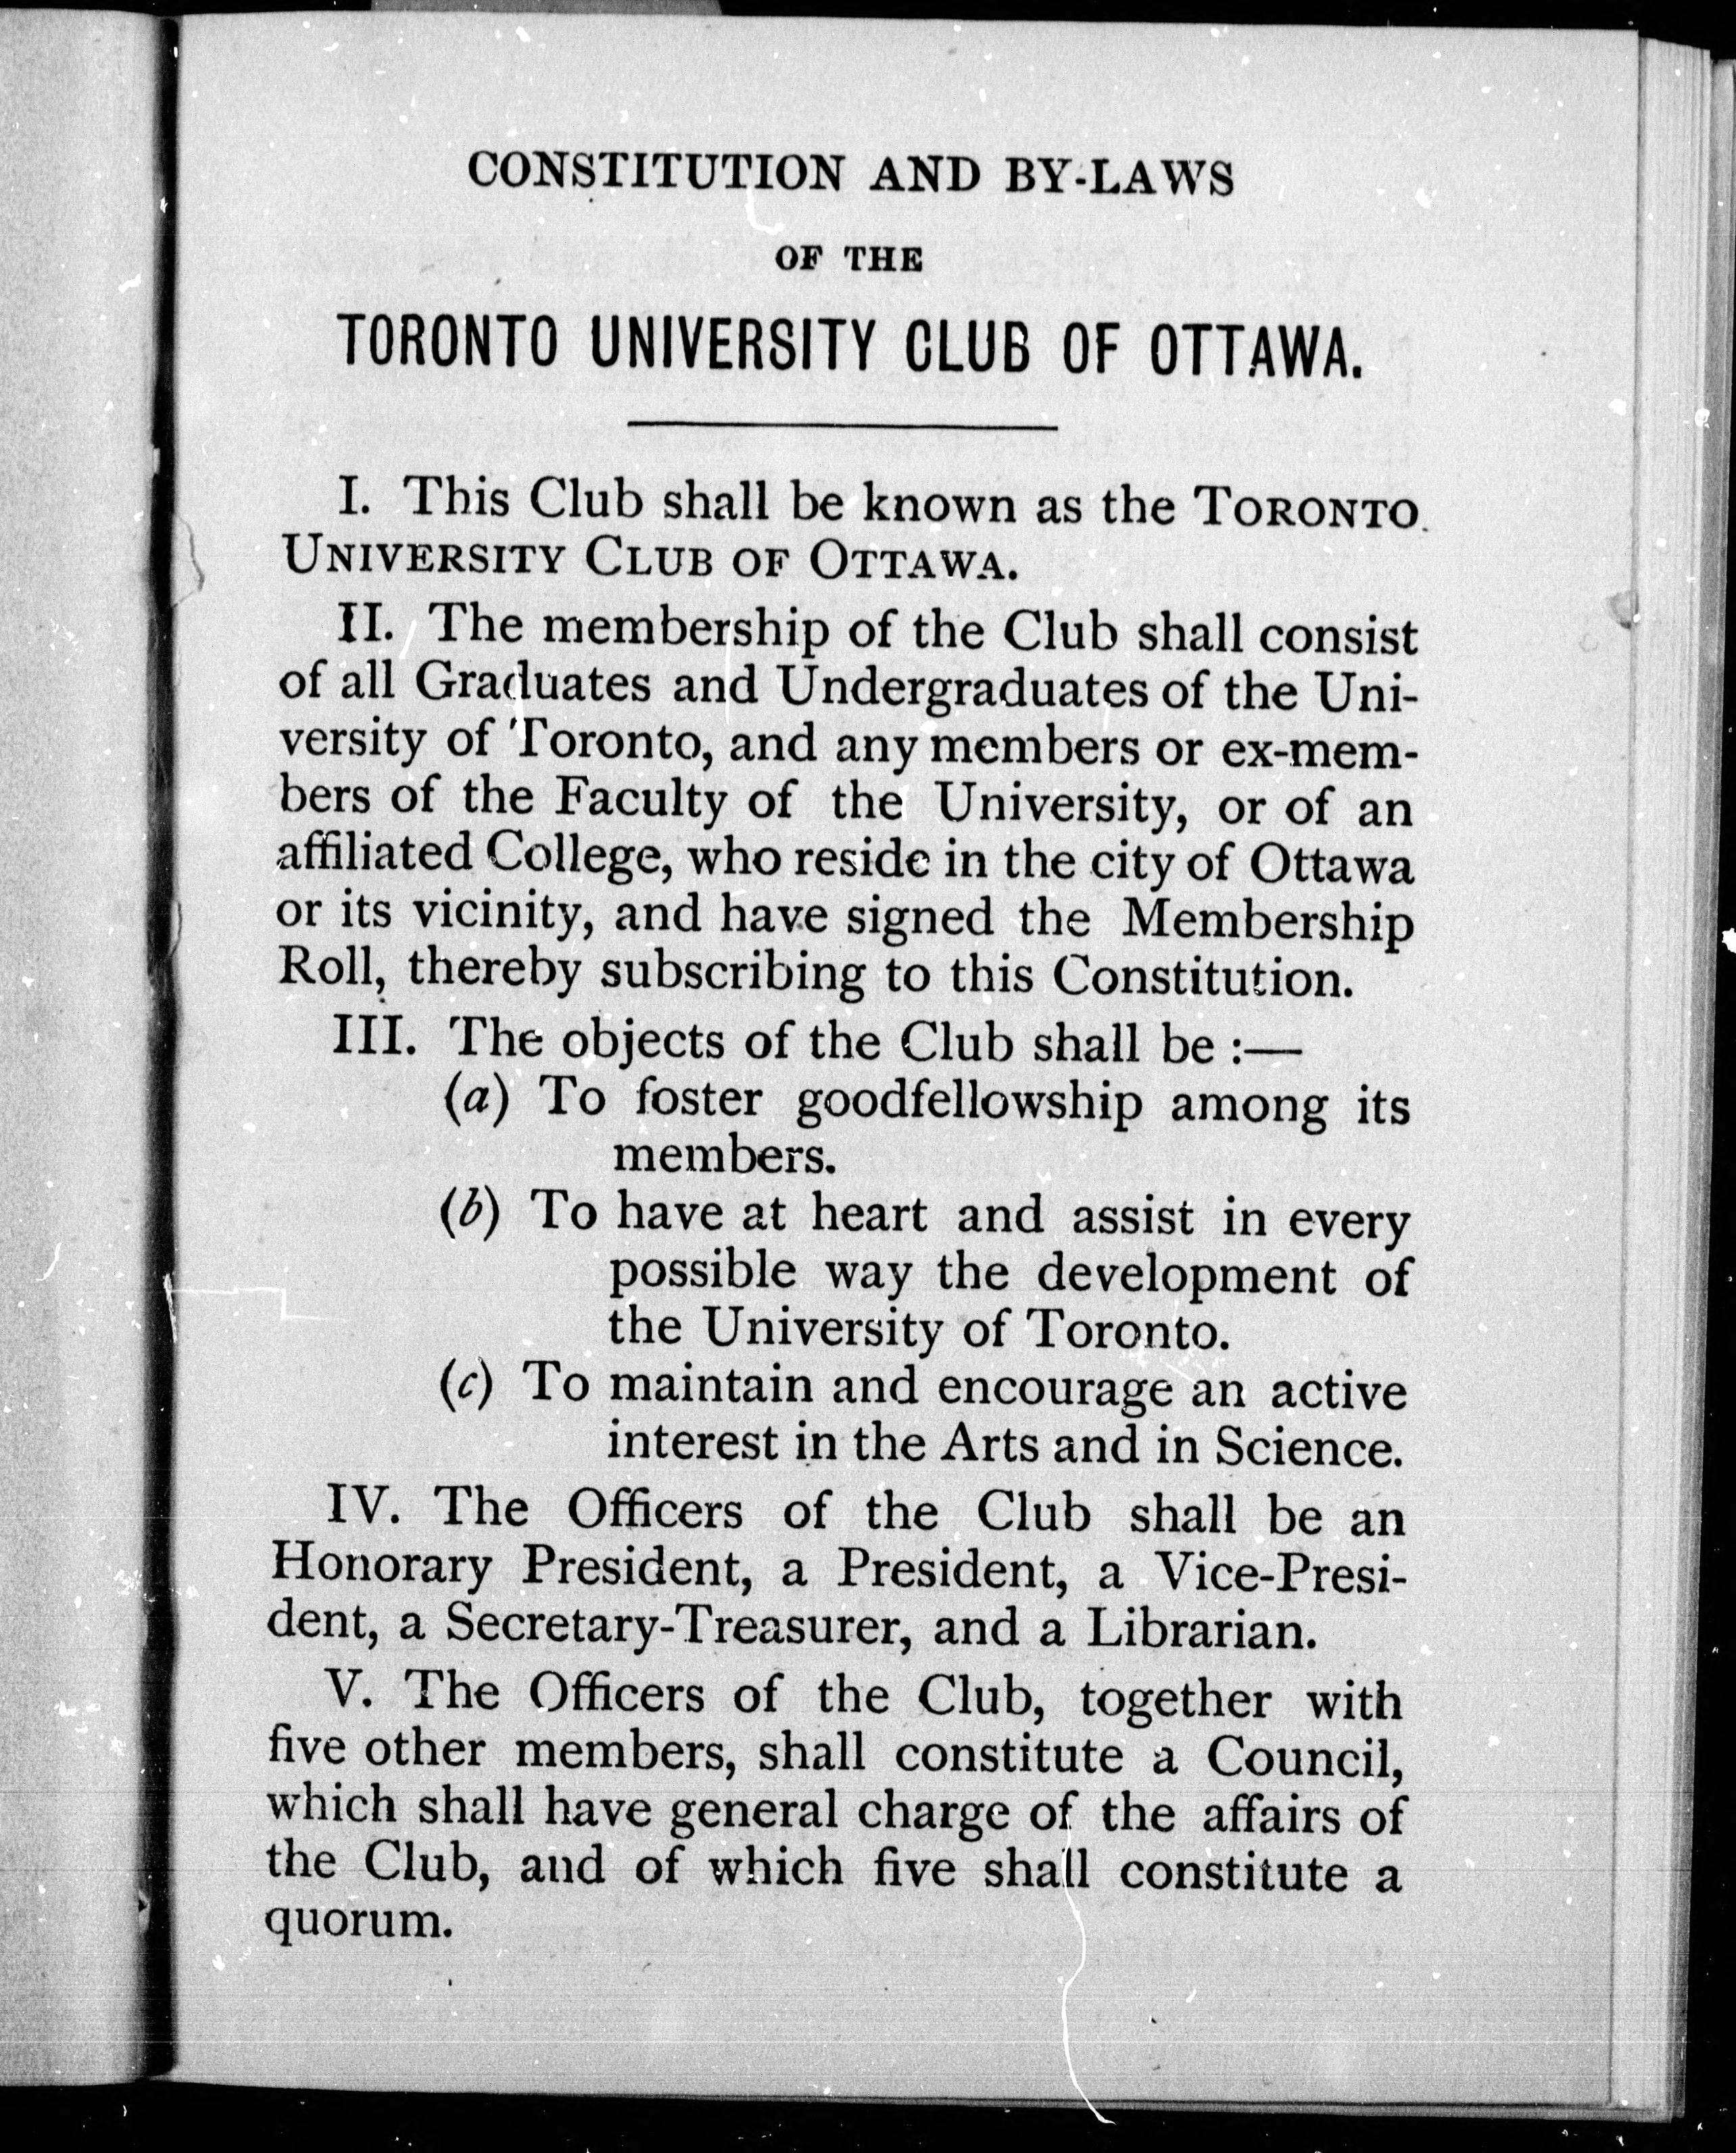 CONSTITUTION AND BY-LAWS
OF THE
TORONTO UNIVERSITY CLUB OF OTTAWA.
I. This Club shall be known as the TORONTO
UNIVERSITY CLUB OF OTTAWA.
II. The membership of the Club shall consist
of all Graduates and Undergraduates of the Uni-
versity of Toronto, and any members or ex-mem-
bers of the Faculty of the University, or of an
affiliated College, who reside in the city of Ottawa
or its vicinity, and have signed the Membership
Roll, thereby subscribing to this Constitution.
III. The objects of the Club shall be :—
(a) To foster goodfellowship among its
members.
(b) To have at heart and assist in every
possible way the development of
the University of Toronto.
(c) To maintain and encourage an active
interest in the Arts and in Science.
IV. The Officers of the Club shall be an
Honorary President, a President, a Vice-Presi-
dent, a Secretary-Treasurer, and a Librarian.
V. The Officers of the Club, together with
five other members, shall constitute a Council,
which shall have general charge of the affairs of
the Club, and of which five shall constitute a
quorum.